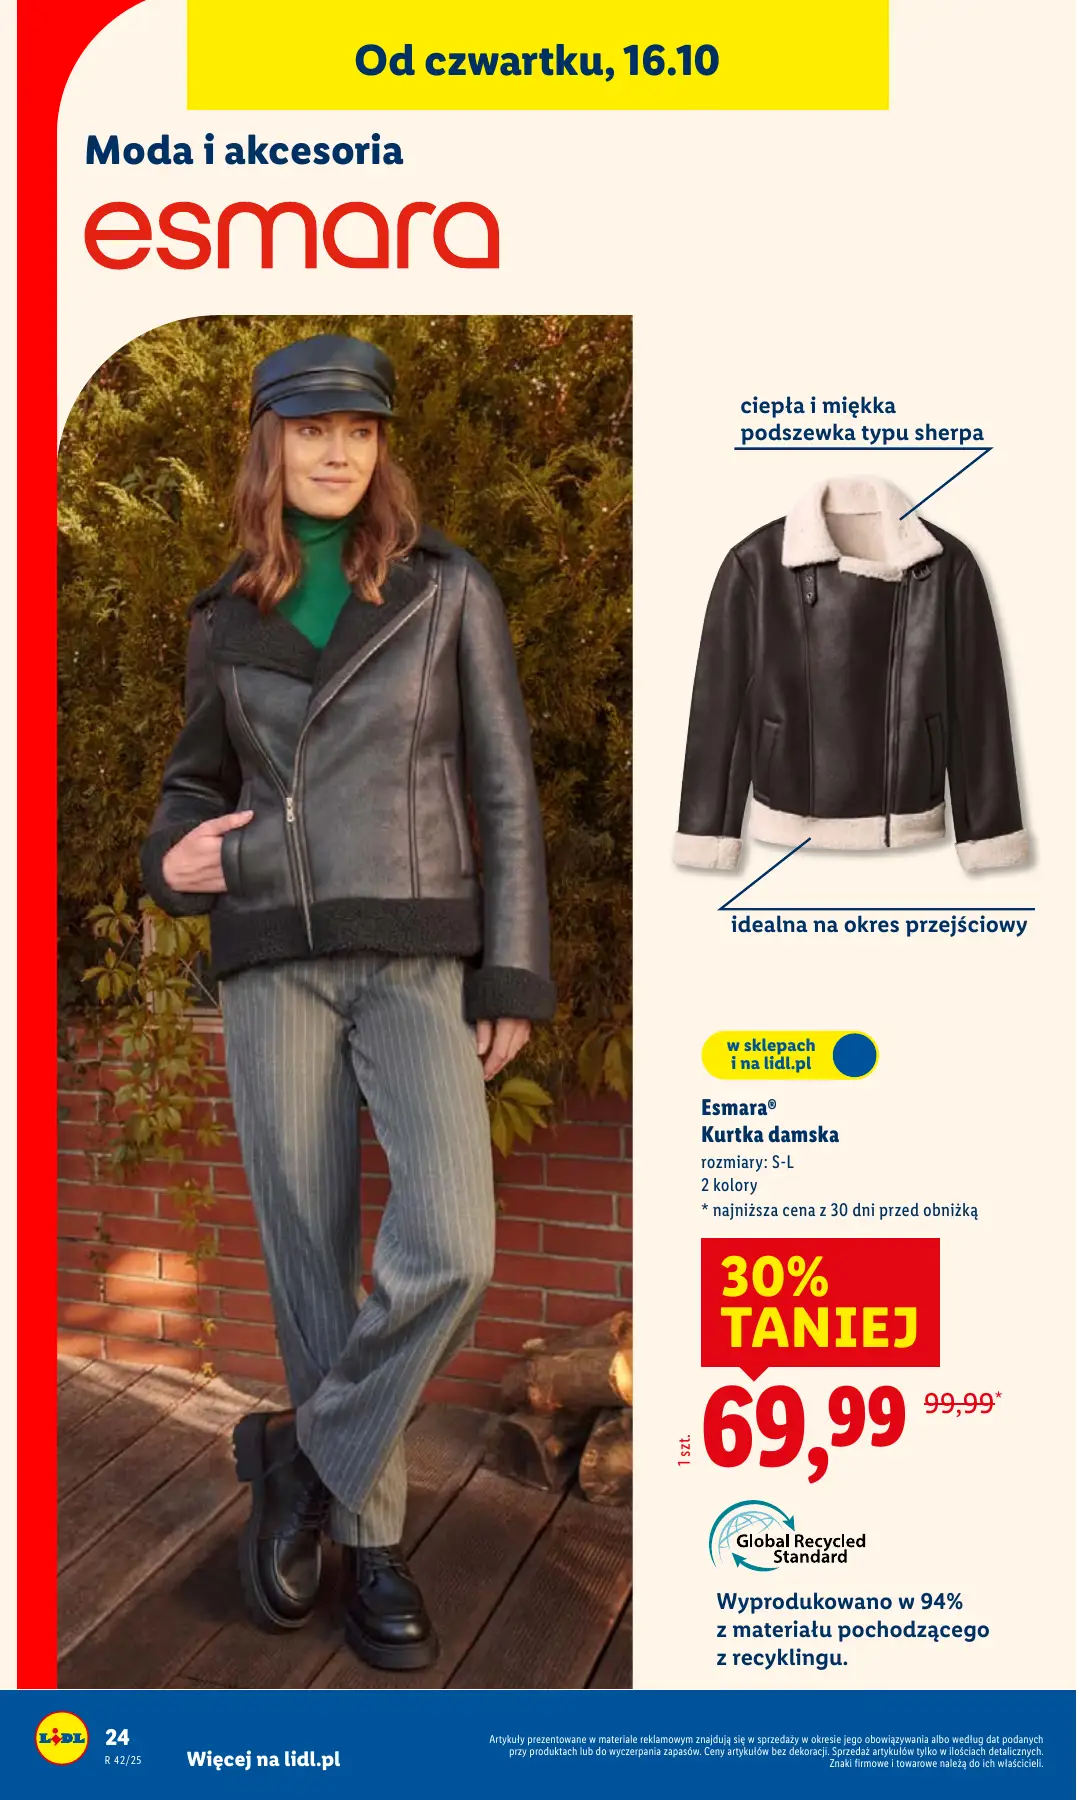 Od czwartku, 16.10
Moda i akcesoria
esmara
ciepła i miękka
podszewka typu sherpa
idealna na okres przejściowy
w sklepach
i na lidl.pl
Esmara®
Kurtka damska
rozmiary: S-L
2 kolory
* najniższa cena z 30 dni przed obniżką
30%
TANIEJ
1 szt.
69,99
99,99*
Global Recycled
Standard
Wyprodukowano w 94%
z materiału pochodzącego
z recyklingu.
LIDL
24
R 42/25
Więcej na lidl.pl
Artykuły prezentowane w materiale reklamowym znajdują się w sprzedaży w okresie jego obowiązywania albo według dat podanych
przy produktach lub do wyczerpania zapasów. Ceny artykułów bez dekoracji. Sprzedaż artykułów tylko w ilościach detalicznych.
Znaki firmowe i towarowe należą do ich właścicieli.